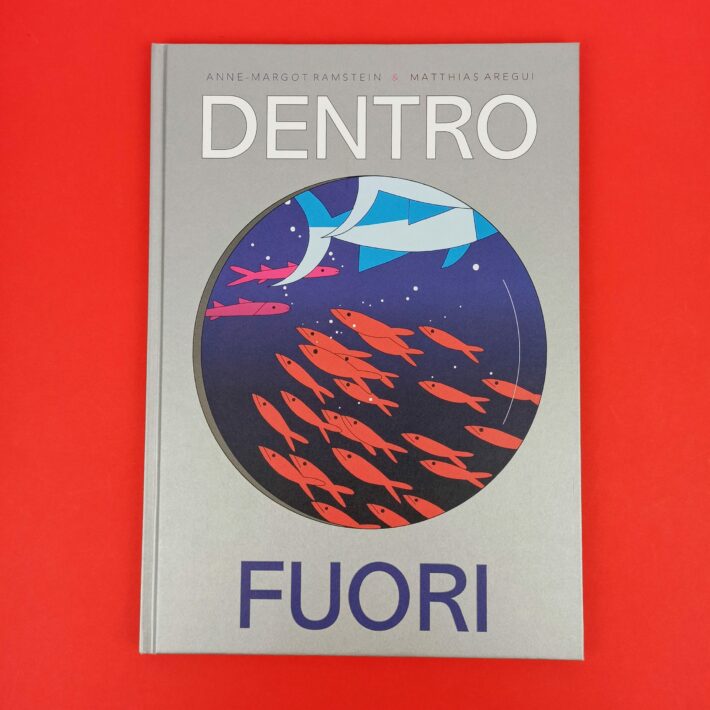 ANNE-MARGOT RAMSTEIN & MATTHIAS AREGUI
DENTRO
FUORI